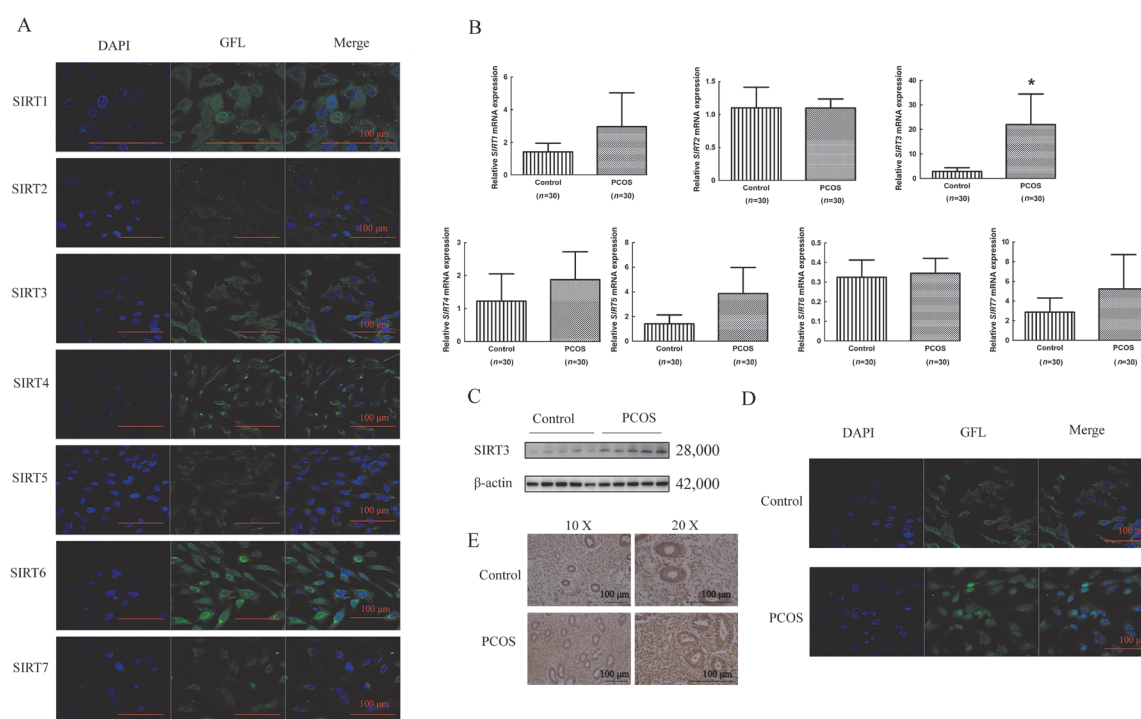 A
DAPI GFL Merge
SIRT1
100 μm
SIRT2
100 μm
SIRT3
100 μm
SIRT4
100 μm
SIRT5
100 μm
SIRT6
100 μm
SIRT7
100 μm
B
Relative SIRT1 mRNA expression
6
4
2
0
Control
(n=30)
PCOS
(n=30)
Relative SIRT2 mRNA expression
1.5
1.0
0.5
0.0
Control
(n=30)
PCOS
(n=30)
Relative SIRT3 mRNA expression
40
30
20
10
0
*
Control
(n=30)
PCOS
(n=30)
Relative SIRT4 mRNA expression
3
2
1
0
Control
(n=30)
PCOS
(n=30)
Relative SIRT5 mRNA expression
8
6
4
2
0
Control
(n=30)
PCOS
(n=30)
Relative SIRT6 mRNA expression
0.5
0.4
0.3
0.2
0.1
0.0
Control
(n=30)
PCOS
(n=30)
Relative SIRT7 mRNA expression
10
8
6
4
2
0
Control
(n=30)
PCOS
(n=30)
C
Control PCOS
SIRT3 28,000
β-actin 42,000
D
DAPI GFL Merge
Control
100 μm
PCOS
100 μm
E
10 X 20 X
Control
100 μm 100 μm
PCOS
100 μm 100 μm